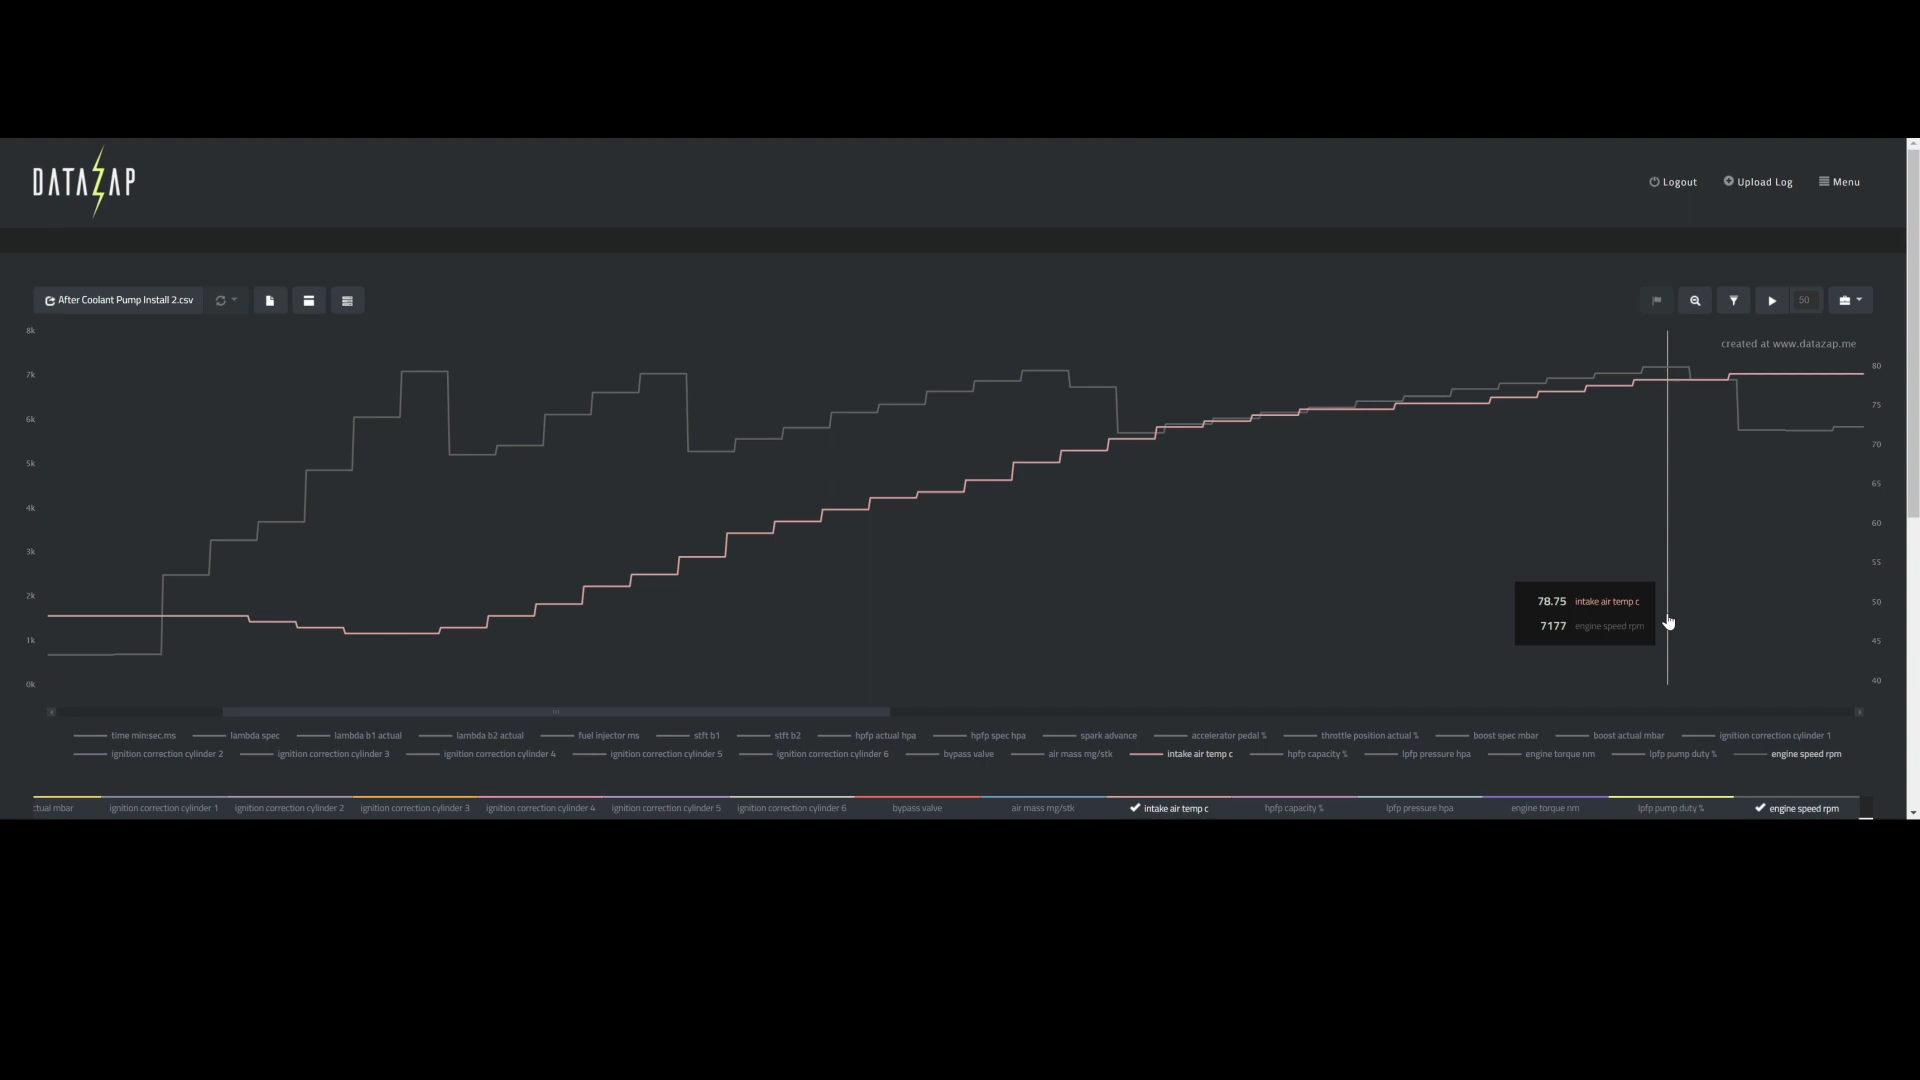 DATAZAP
Logout Upload Log Menu
After Coolant Pump Install 2.csv 50
created at www.datazap.me
8k
7k
6k
5k
4k
3k
2k
1k
0k
80
75
70
65
60
55
50
45
40
78.75 intake air temp c
7177 engine speed rpm
time min:sec.ms lambda spec lambda b1 actual lambda b2 actual fuel injector ms stft b1 stft b2 hpfp actual hpa hpfp spec hpa spark advance accelerator pedal % throttle position actual % boost spec mbar boost actual mbar ignition correction cylinder 1
ignition correction cylinder 2 ignition correction cylinder 3 ignition correction cylinder 4 ignition correction cylinder 5 ignition correction cylinder 6 bypass valve air mass mg/stk intake air temp c hpfp capacity % lpfp pressure hpa engine torque nm lpfp pump duty % engine speed rpm
ctual mbar ignition correction cylinder 1 ignition correction cylinder 2 ignition correction cylinder 3 ignition correction cylinder 4 ignition correction cylinder 5 ignition correction cylinder 6 bypass valve air mass mg/stk intake air temp c hpfp capacity % lpfp pressure hpa engine torque nm lpfp pump duty % engine speed rpm